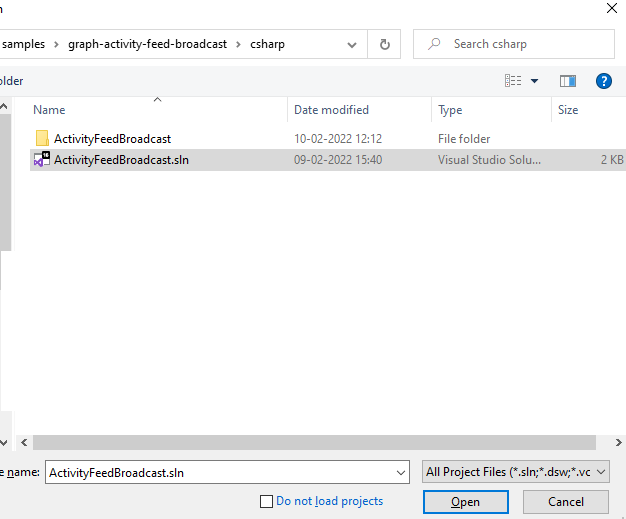 samples > graph-activity-feed-broadcast > csharp
Search csharp
older
Name Date modified Type Size
ActivityFeedBroadcast 10-02-2022 12:12 File folder
ActivityFeedBroadcast.sln 09-02-2022 15:40 Visual Studio Solu... 2 KB
e name: ActivityFeedBroadcast.sln All Project Files (*.sln;*.dsw;*.vc
Do not load projects Open Cancel